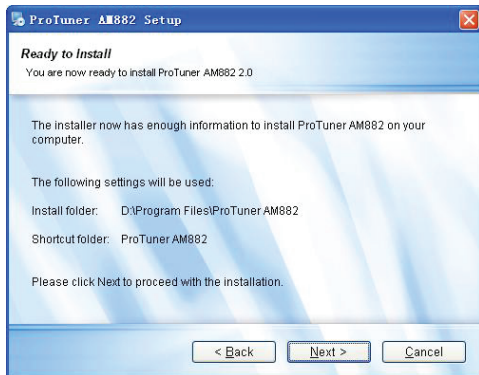 ProTuner AM882 Setup
Ready to Install
You are now ready to install ProTuner AM882 2.0
The installer now has enough information to install ProTuner AM882 on your
computer.
The following settings will be used:
Install folder: D:\Program Files\ProTuner AM882
Shortcut folder: ProTuner AM882
Please click Next to proceed with the installation.
< Back Next > Cancel